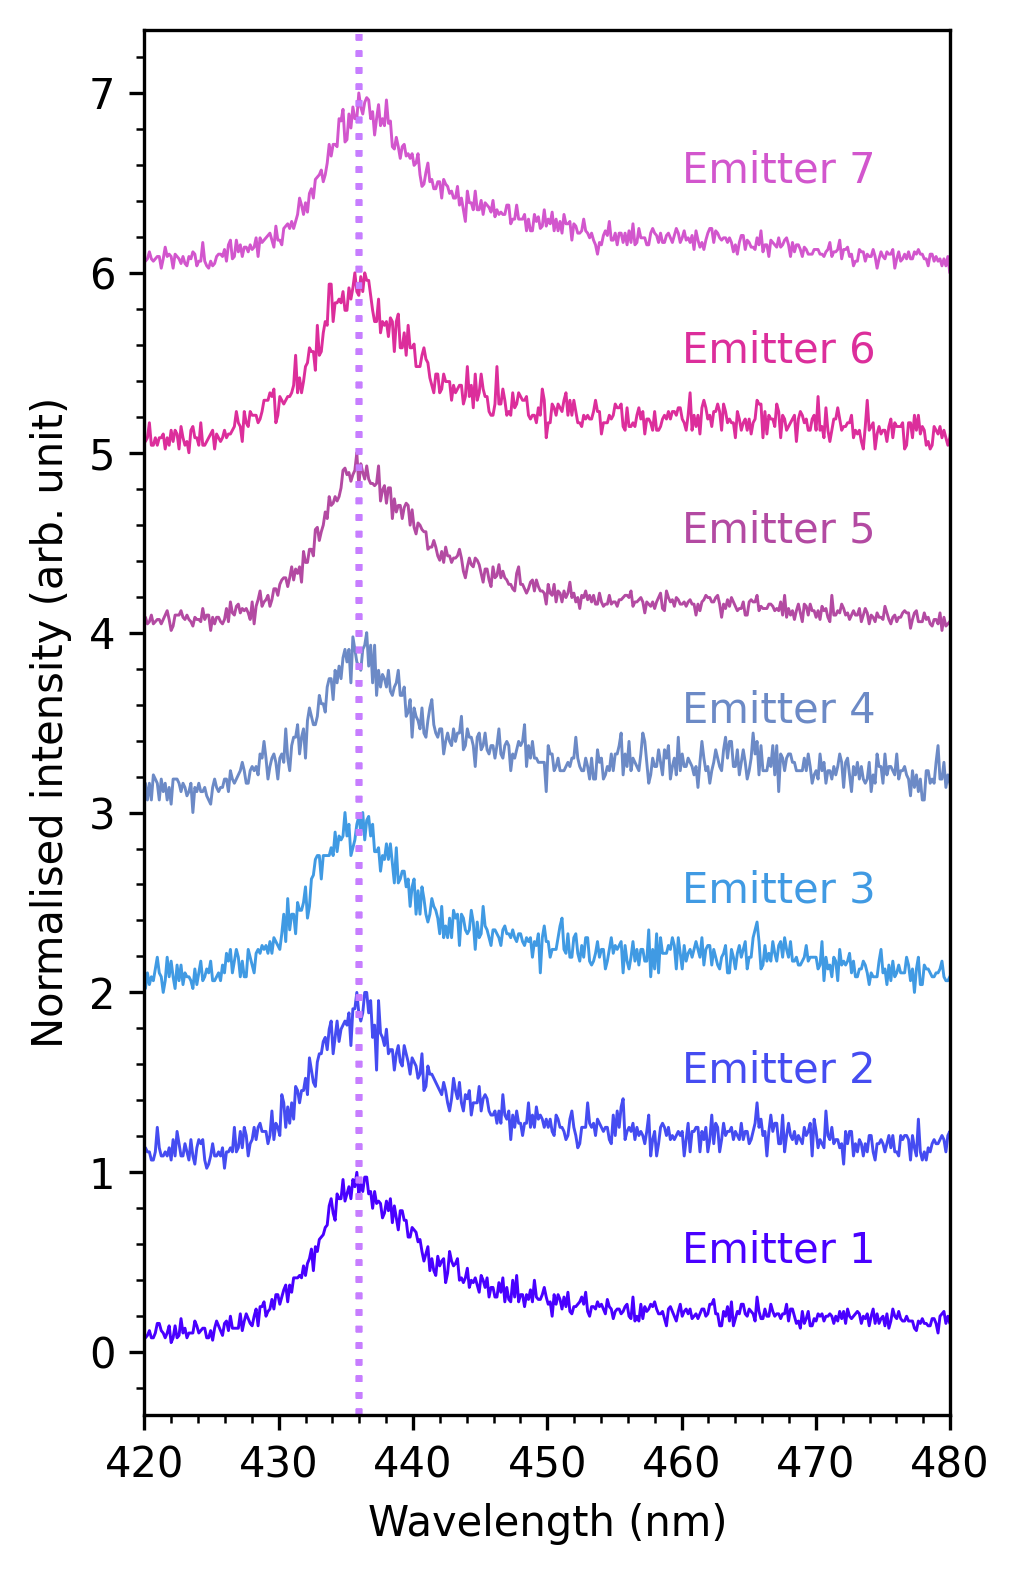 7
Emitter 7
6
Emitter 6
5
Emitter 5
4
Emitter 4
3
Emitter 3
2
Emitter 2
1
Emitter 1
0
Normalised intensity (arb. unit)
420 430 440 450 460 470 480
Wavelength (nm)